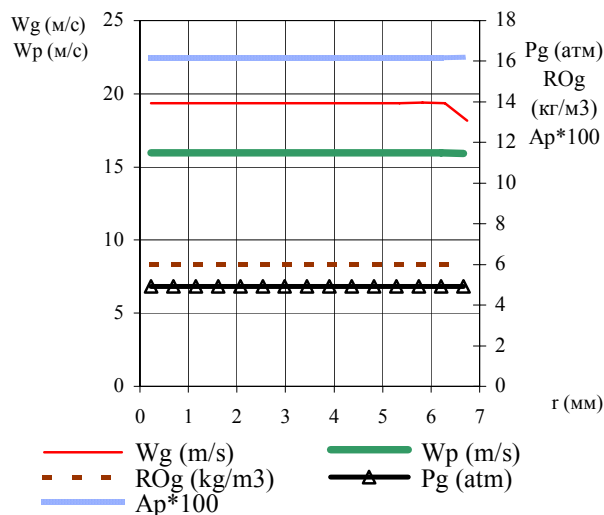 Wg (м/с)
Wp (м/с)
Pg (атм)
ROg
(кг/м3)
Ap*100
25
20
15
10
5
0
18
16
14
12
10
8
6
4
2
0
0 1 2 3 4 5 6 7
r (мм)
Wg (m/s)
Wp (m/s)
ROg (kg/m3)
Pg (atm)
Ap*100